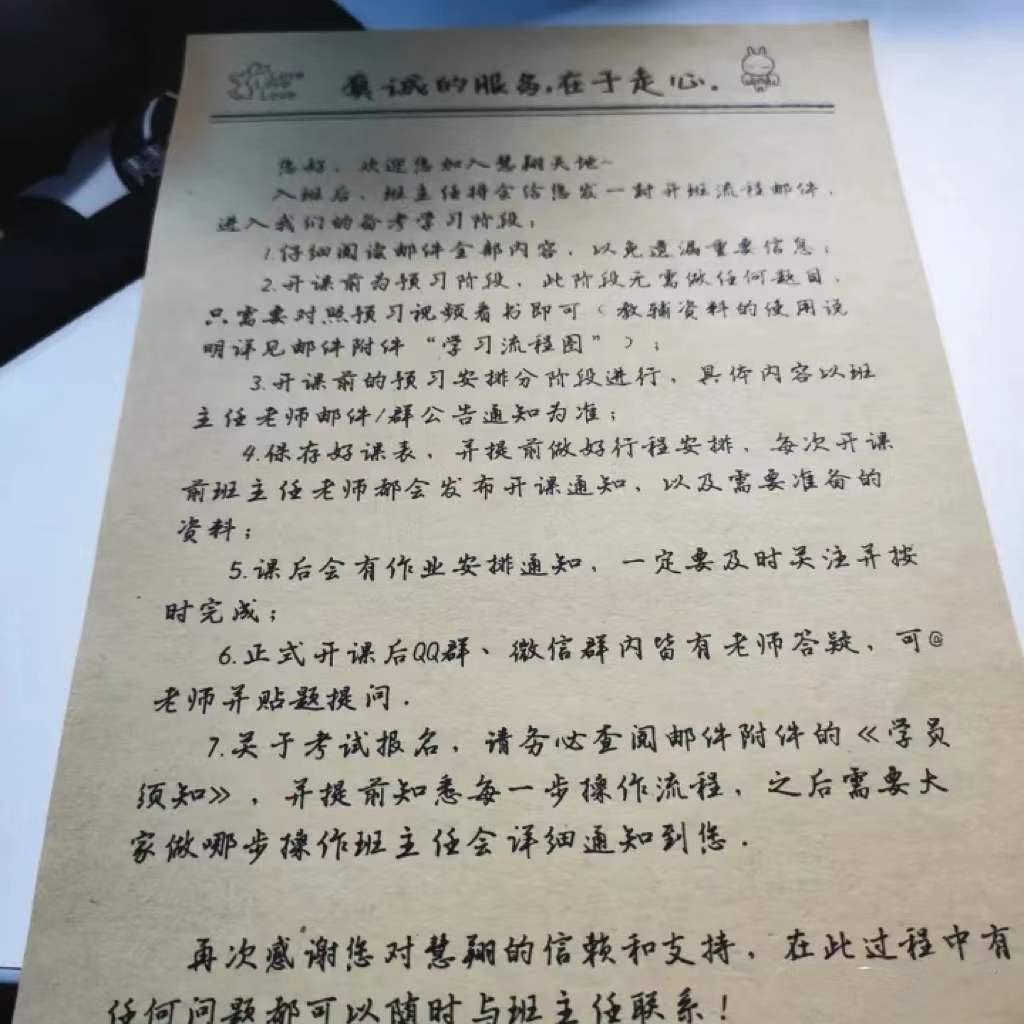 真诚的服务,在于走心.
您好,欢迎您加入慧翔天地~
入班后,班主任将会给您发一封开班流程邮件,
进入我们的备考学习阶段:
1.仔细阅读邮件全部内容,以免遗漏重要信息;
2.开课前为预习阶段,此阶段无需做任何题目,
只需要对照预习视频看书即可(教辅资料的使用说
明详见邮件附件“学习流程图”);
3.开课前的预习安排分阶段进行,具体内容以班
主任老师邮件/群公告通知为准;
4.保存好课表,并提前做好行程安排,每次开课
前班主任老师都会发布开课通知,以及需要准备的
资料;
5.课后会有作业安排通知,一定要及时关注并按
时完成;
6.正式开课后QQ群、微信群内皆有老师答疑,可@
老师并贴题提问.
7.关于考试报名,请务必查阅邮件附件的《学员
须知》,并提前知悉每一步操作流程,之后需要大
家做哪步操作班主任会详细通知到您.
再次感谢您对慧翔的信赖和支持,在此过程中有
任何问题都可以随时与班主任联系!